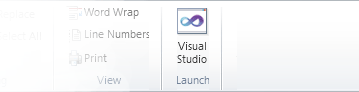 Word Wrap
Line Numbers
Print
View
Visual
Studio
Launch